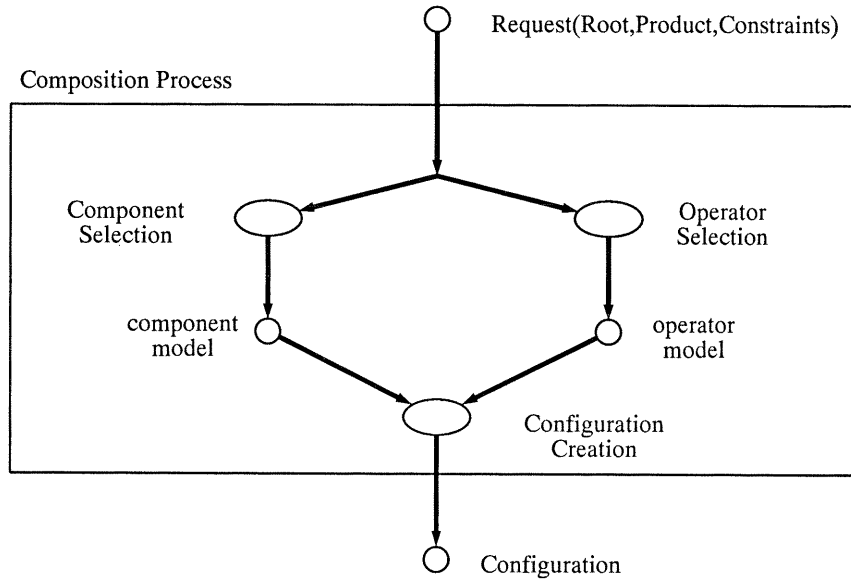 Request(Root,Product,Constraints)
Composition Process
Component
Selection
Operator
Selection
component
model
operator
model
Configuration
Creation
Configuration